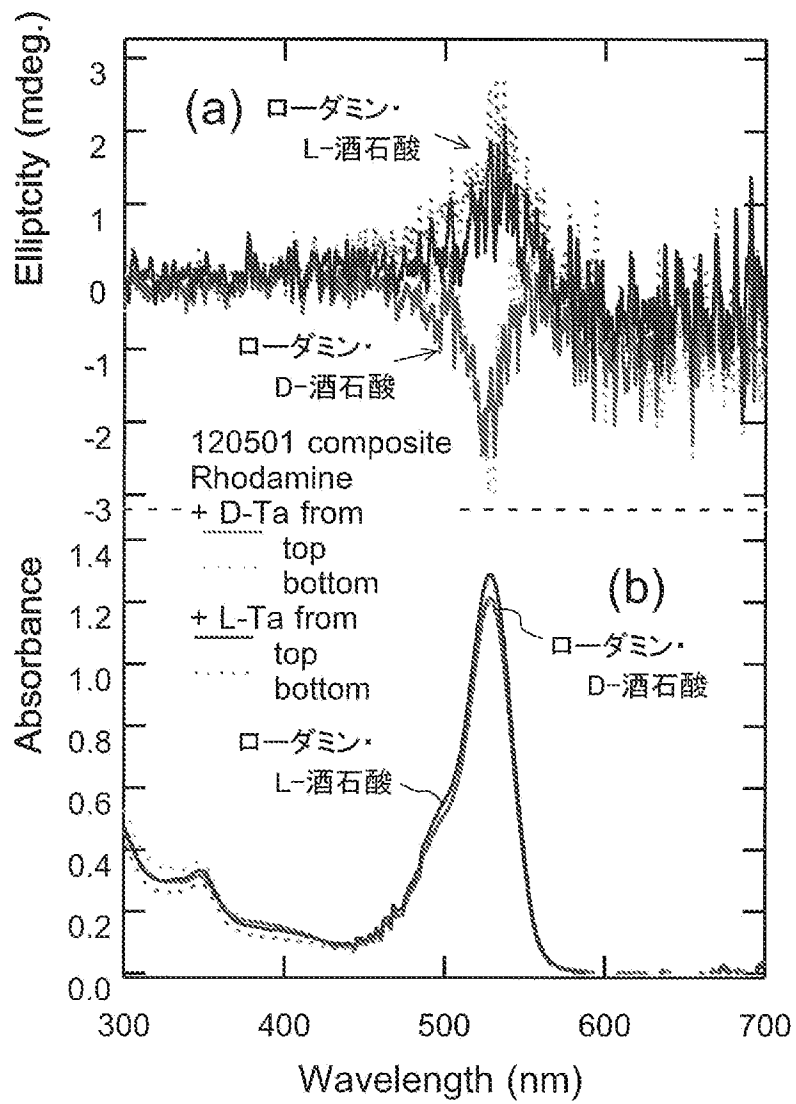 Elliptcity (mdeg.)
3
2
1
0
-1
-2
-3
(a)
ローダミン・
L-酒石酸
ローダミン・
D-酒石酸
120501 composite
Rhodamine
+ D-Ta from
top
bottom
+ L-Ta from
top
bottom
Absorbance
1.4
1.2
1.0
0.8
0.6
0.4
0.2
0.0
(b)
ローダミン・
D-酒石酸
ローダミン・
L-酒石酸
300
400
500
600
700
Wavelength (nm)